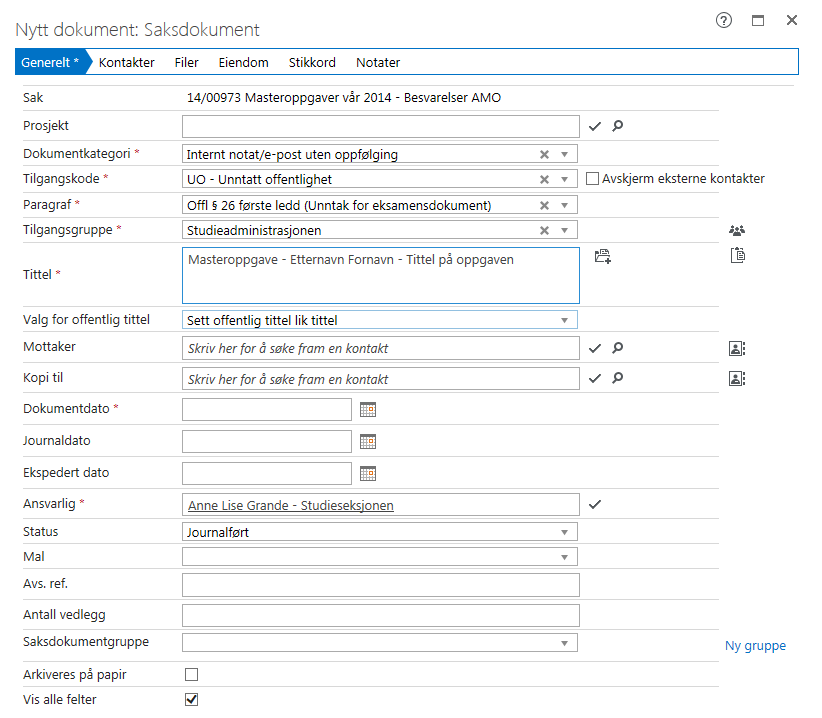 Nytt dokument: Saksdokument
Generelt * Kontakter Filer Eiendom Stikkord Notater
Sak 14/00973 Masteroppgaver vår 2014 - Besvarelser AMO
Prosjekt
Dokumentkategori * Internt notat/e-post uten oppfølging
Tilgangskode * UO - Unntatt offentlighet Avskjerm eksterne kontakter
Paragraf * Offl § 26 første ledd (Unntak for eksamensdokument)
Tilgangsgruppe * Studieadministrasjonen
Tittel * Masteroppgave - Etternavn Fornavn - Tittel på oppgaven
Valg for offentlig tittel Sett offentlig tittel lik tittel
Mottaker Skriv her for å søke fram en kontakt
Kopi til Skriv her for å søke fram en kontakt
Dokumentdato *
Journaldato
Ekspedert dato
Ansvarlig * Anne Lise Grande - Studieseksjonen
Status Journalført
Mal
Avs. ref.
Antall vedlegg
Saksdokumentgruppe Ny gruppe
Arkiveres på papir
Vis alle felter